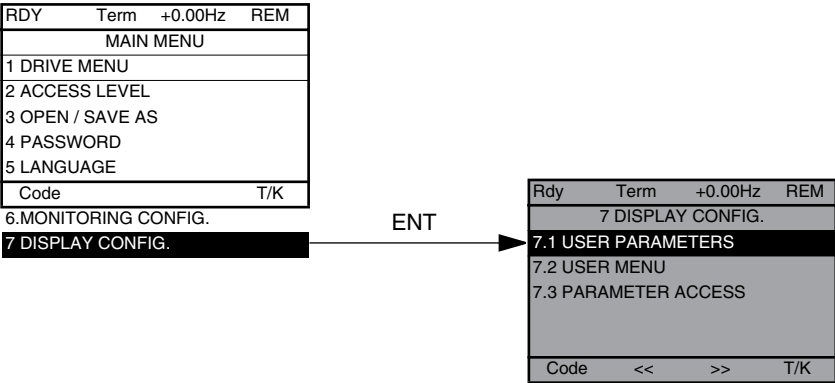 RDY Term +0.00Hz REM
MAIN MENU
1 DRIVE MENU
2 ACCESS LEVEL
3 OPEN / SAVE AS
4 PASSWORD
5 LANGUAGE
Code T/K
6.MONITORING CONFIG.
7 DISPLAY CONFIG.
ENT
Rdy Term +0.00Hz REM
7 DISPLAY CONFIG.
7.1 USER PARAMETERS
7.2 USER MENU
7.3 PARAMETER ACCESS
Code << >> T/K